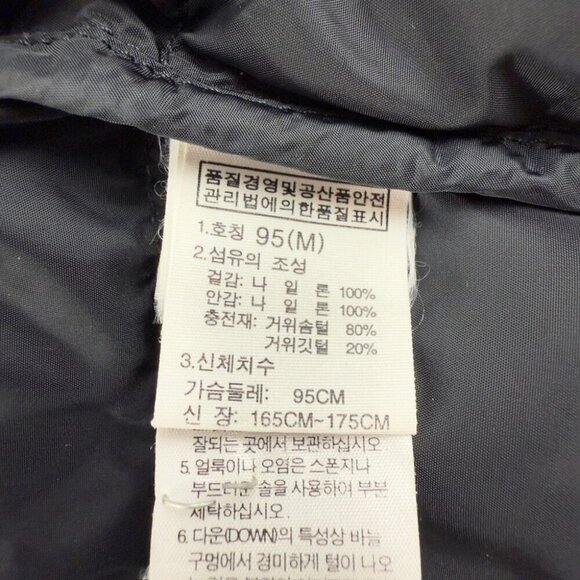 품질경영및공산품안전
관리법에의한품질표시
1.호칭 95(M)
2.섬유의 조성
겉감: 나 일 론 100%
안감: 나 일 론 100%
충전재: 거위솜털 80%
거위깃털 20%
3.신체치수
가슴둘레: 95CM
신 장: 165CM~175CM
잘되는 곳에서 보관하십시오
5. 얼룩이나 오염은 스폰지나
부드러운 솔을 사용하여 부분
세탁하십시오.
6. 다운(DOWN)의 특성상 바늘
구멍에서 경미하게 털이 나오